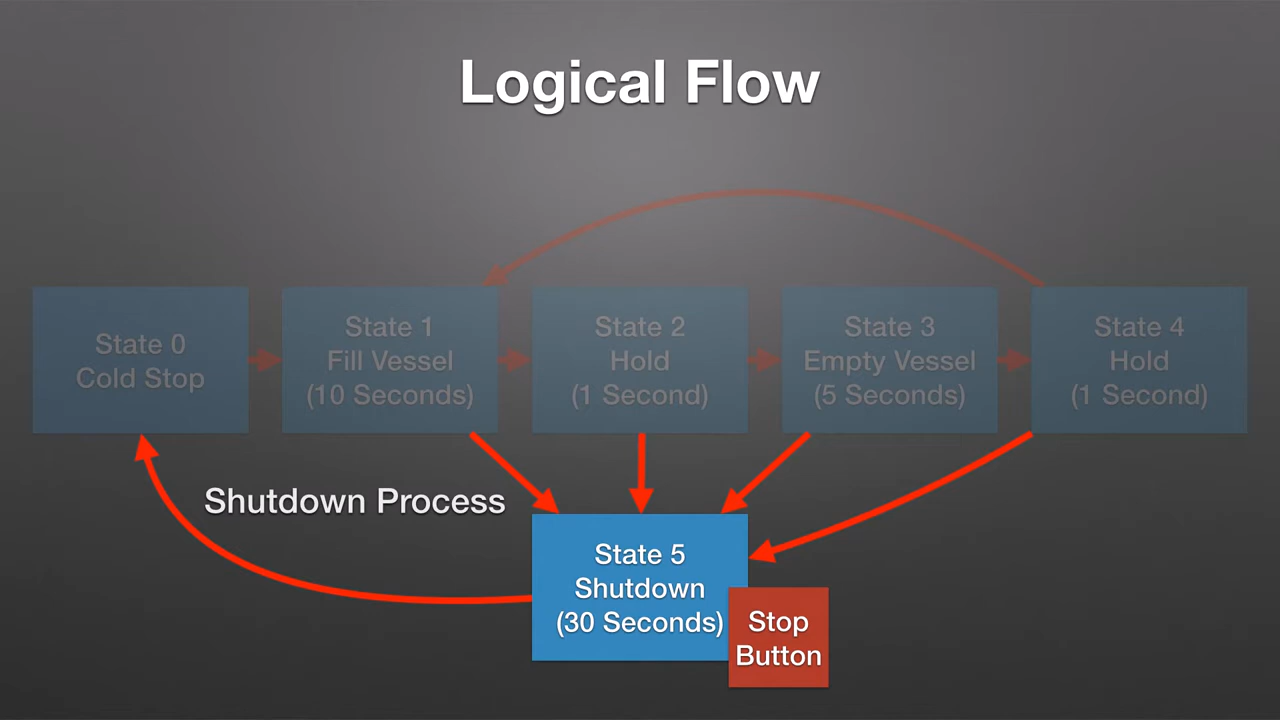 Logical Flow
State 0
Cold Stop
State 1
Fill Vessel
(10 Seconds)
State 2
Hold
(1 Second)
State 3
Empty Vessel
(5 Seconds)
State 4
Hold
(1 Second)
Shutdown Process
State 5
Shutdown
(30 Seconds)
Stop
Button